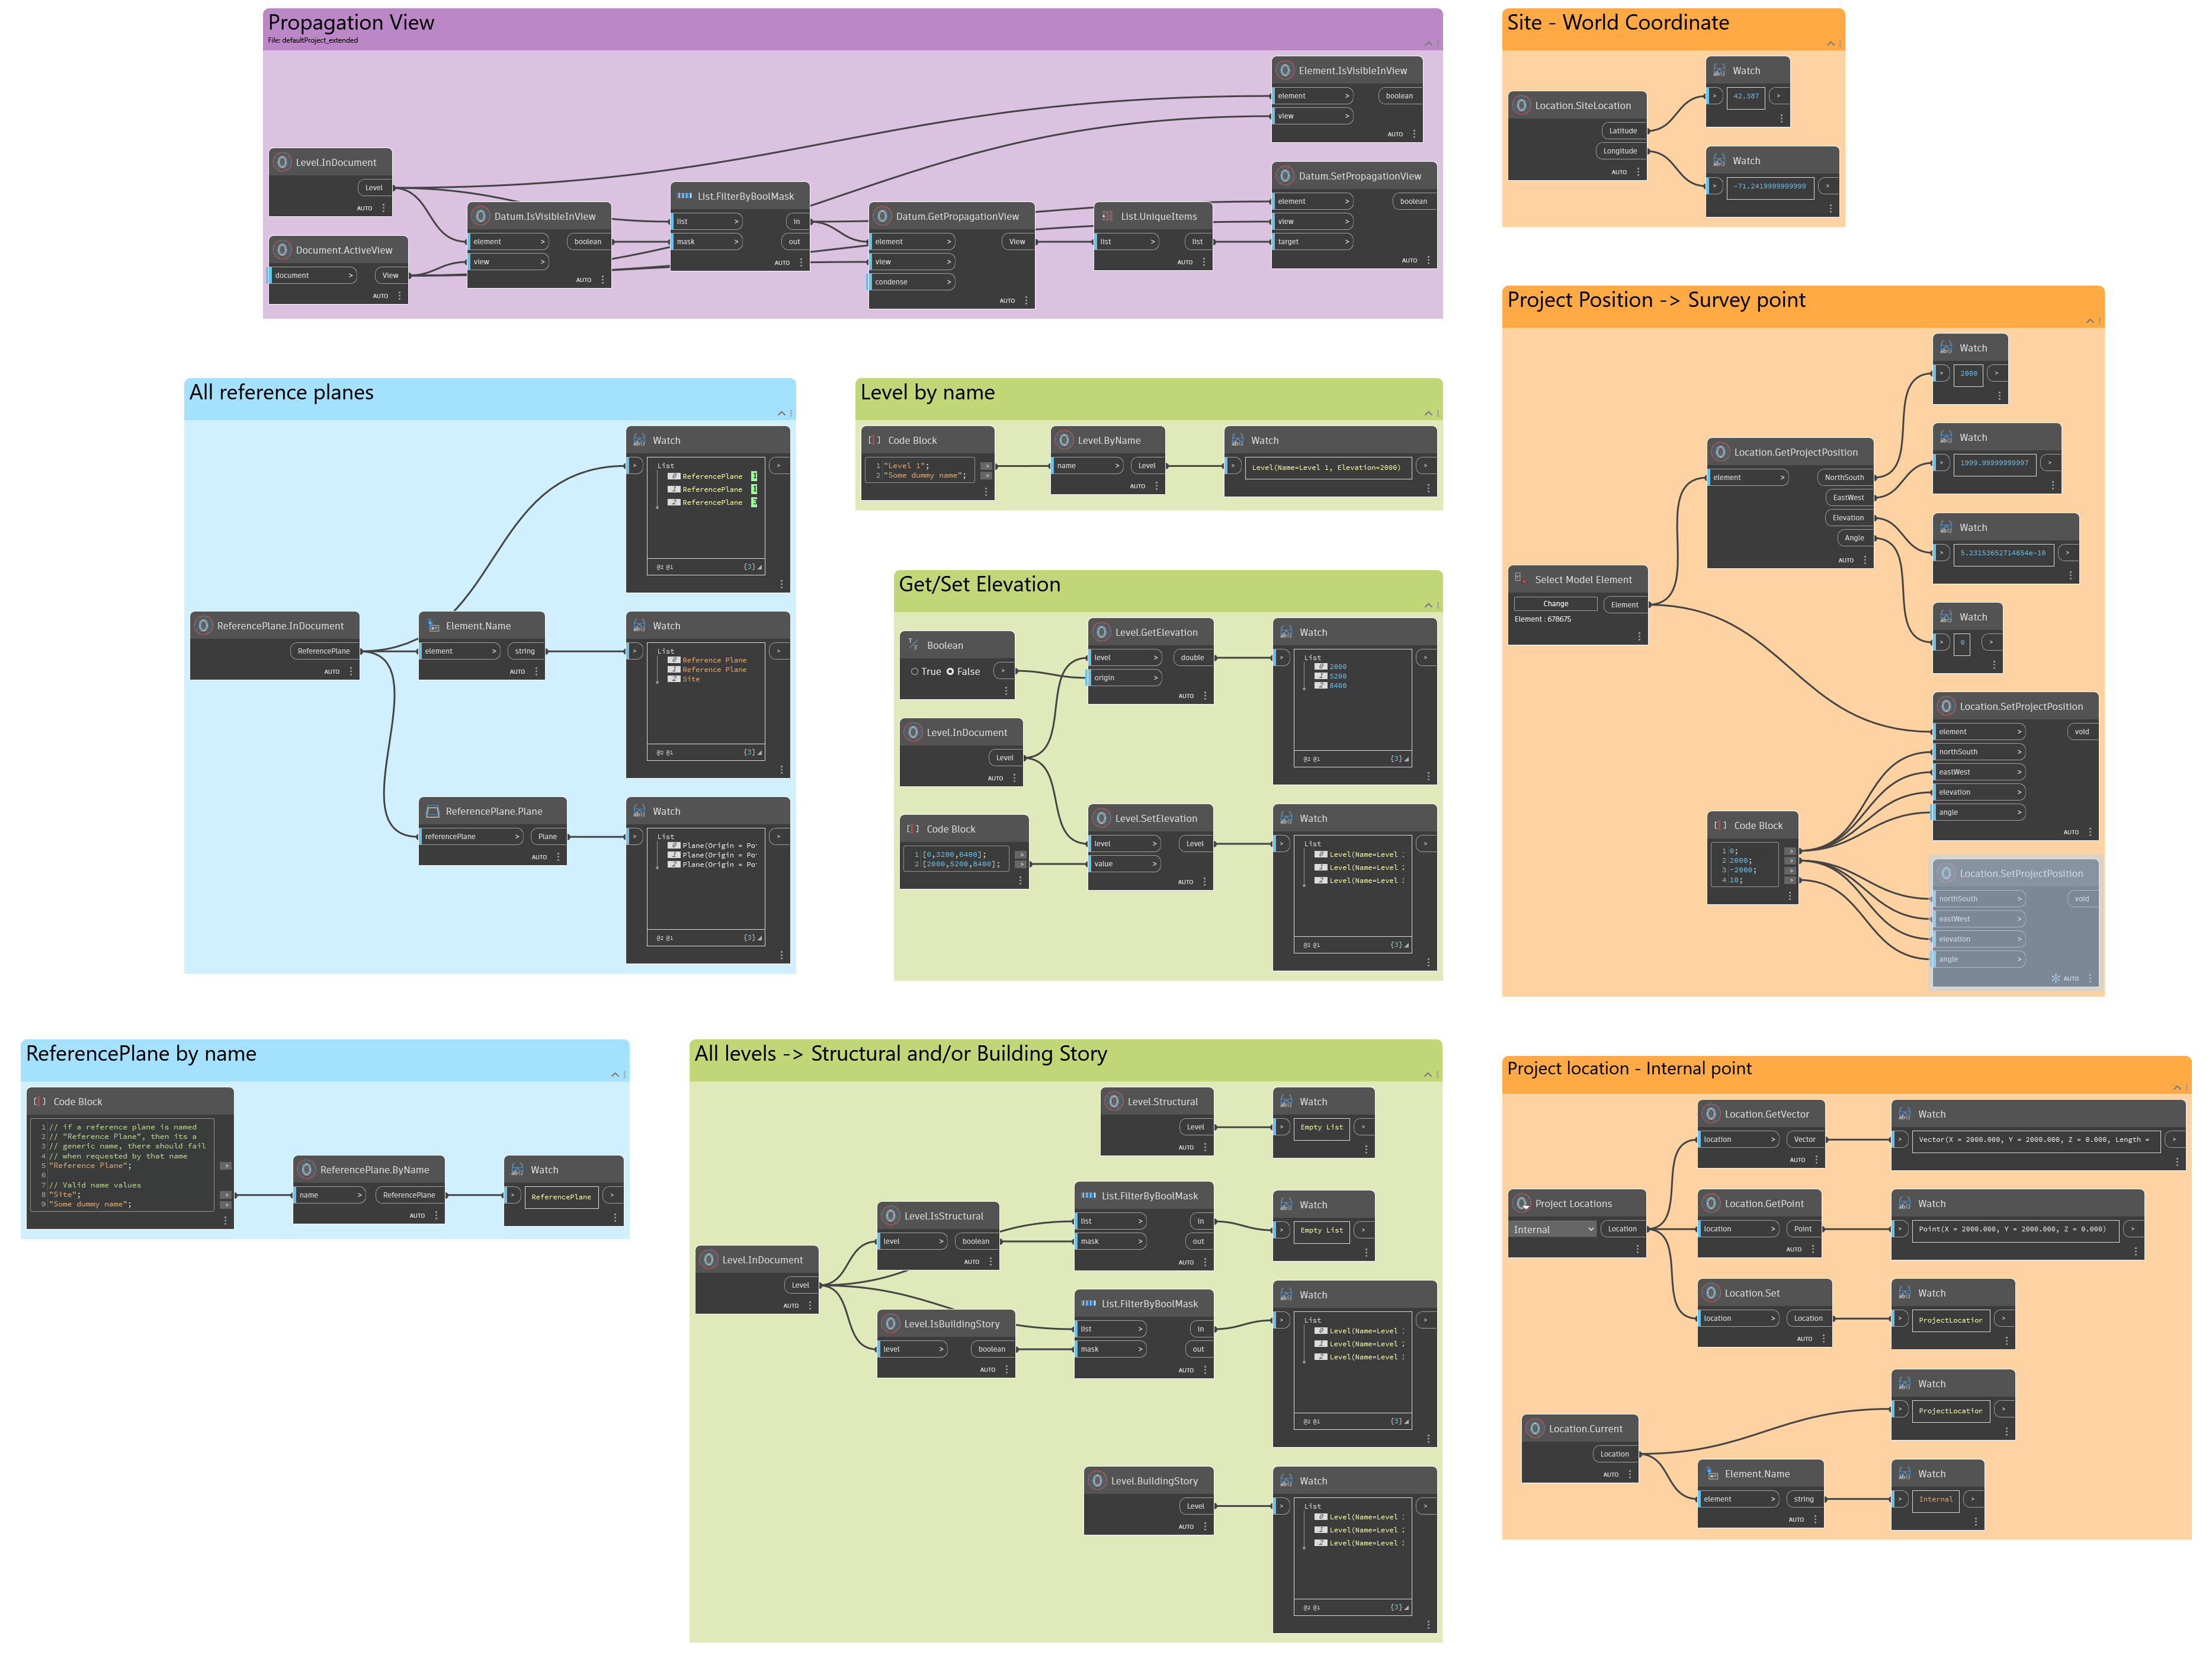 Propagation View
File: defaultProject_extended
Element.IsVisibleInView
element > boolean
view >
AUTO
Level.InDocument
Level
AUTO
Document.ActiveView
document > View
AUTO
Datum.IsVisibleInView
element > boolean
view >
AUTO
List.FilterByBoolMask
list > in
mask > out
AUTO
Datum.GetPropagationView
element > View
view >
condense >
AUTO
List.UniqueItems
list > list
AUTO
Datum.SetPropagationView
element > boolean
view >
target >
AUTO
Site - World Coordinate
Location.SiteLocation
Latitude
Longitude
AUTO
Watch
> 42.387 >
Watch
> -71.2419999999999 >
All reference planes
ReferencePlane.InDocument
ReferencePlane
AUTO
Element.Name
element > string
AUTO
ReferencePlane.Plane
referencePlane > Plane
AUTO
Watch
> List >
0 ReferencePlane 1
1 ReferencePlane 1
2 ReferencePlane 3
@2 @1 {3}
Watch
> List >
0 Reference Plane
1 Reference Plane
2 Site
@2 @1 {3}
Watch
> List >
0 Plane(Origin = Po
1 Plane(Origin = Po
2 Plane(Origin = Po
@2 @1 {3}
Level by name
Code Block
1 "Level 1"; >
2 "Some dummy name"; >
Level.ByName
name > Level
AUTO
Watch
> Level(Name=Level 1, Elevation=2000) >
Get/Set Elevation
Boolean
True False >
Level.InDocument
Level
AUTO
Code Block
1 [0,3200,6400]; >
2 [2000,5200,8400]; >
Level.GetElevation
level > double
origin >
AUTO
Level.SetElevation
level > Level
value >
AUTO
Watch
> List >
0 2000
1 5200
2 8400
@2 @1 {3}
Watch
> List >
0 Level(Name=Level
1 Level(Name=Level
2 Level(Name=Level
@2 @1 {3}
Project Position -> Survey point
Select Model Element
Change Element
Element : 678675
Location.GetProjectPosition
element > NorthSouth
EastWest
Elevation
Angle
AUTO
Watch
> 2000 >
Watch
> 1999.99999999997 >
Watch
> 5.23153652714654e-10 >
Watch
> 0 >
Code Block
1 0; >
2 2000; >
3 -2000; >
4 10; >
Location.SetProjectPosition
element > void
northSouth >
eastWest >
elevation >
angle >
AUTO
Location.SetProjectPosition
northSouth > void
eastWest >
elevation >
angle >
AUTO
ReferencePlane by name
Code Block
1 // if a reference plane is named
2 // "Reference Plane", then its a
3 // generic name, there should fail
4 // when requested by that name
5 "Reference Plane"; >
6
7 // Valid name values
8 "Site"; >
9 "Some dummy name"; >
ReferencePlane.ByName
name > ReferencePlane
AUTO
Watch
> ReferencePlane >
All levels -> Structural and/or Building Story
Level.Structural
Level
AUTO
Watch
> Empty List >
Level.InDocument
Level
AUTO
Level.IsStructural
level > boolean
AUTO
List.FilterByBoolMask
list > in
mask > out
AUTO
Watch
> Empty List >
Level.IsBuildingStory
level > boolean
AUTO
List.FilterByBoolMask
list > in
mask > out
AUTO
Watch
> List >
0 Level(Name=Level
1 Level(Name=Level
2 Level(Name=Level
@2 @1 {3}
Level.BuildingStory
Level
AUTO
Watch
> List >
0 Level(Name=Level
1 Level(Name=Level
2 Level(Name=Level
@2 @1 {3}
Project location - Internal point
Project Locations
Internal Location
Location.GetVector
location > Vector
AUTO
Watch
> Vector(X = 2000.000, Y = 2000.000, Z = 0.000, Length = >
Location.GetPoint
location > Point
AUTO
Watch
> Point(X = 2000.000, Y = 2000.000, Z = 0.000) >
Location.Set
location > Location
AUTO
Watch
> ProjectLocation >
Location.Current
Location
AUTO
Watch
> ProjectLocation >
Element.Name
element > string
AUTO
Watch
> Internal >